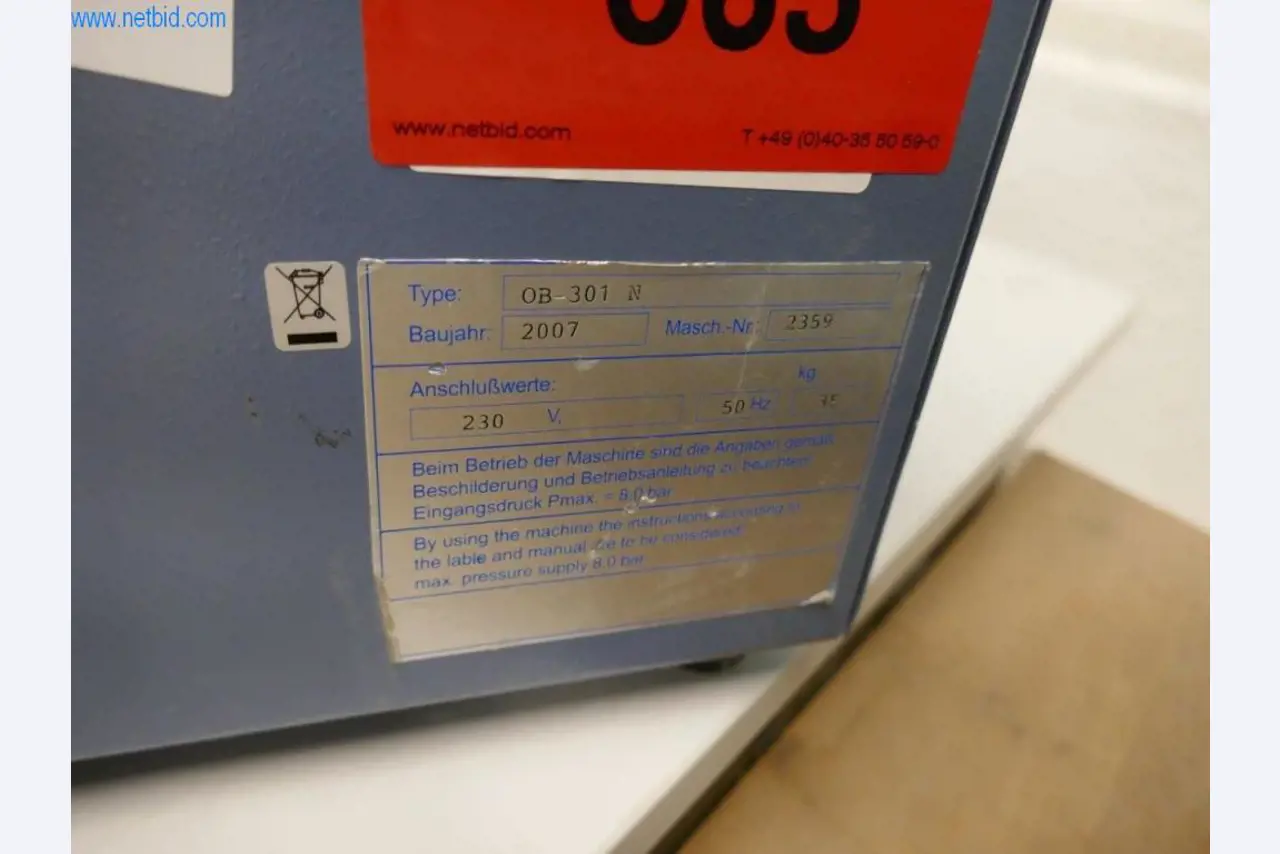 www.netbid.com
065
www.netbid.com T +49 (0)40-35 50 59-0
Type: OB-301 N
Baujahr: 2007 Masch.-Nr.: 2359
Anschlußwerte: kg
230 V, 50 Hz 35
Beim Betrieb der Maschine sind die Angaben gemäß
Beschilderung und Betriebsanleitung zu beachten.
Eingangsdruck Pmax. = 8.0 bar
By using the machine the instructions according to
the lable and manual are to be considered
max. pressure supply 8.0 bar